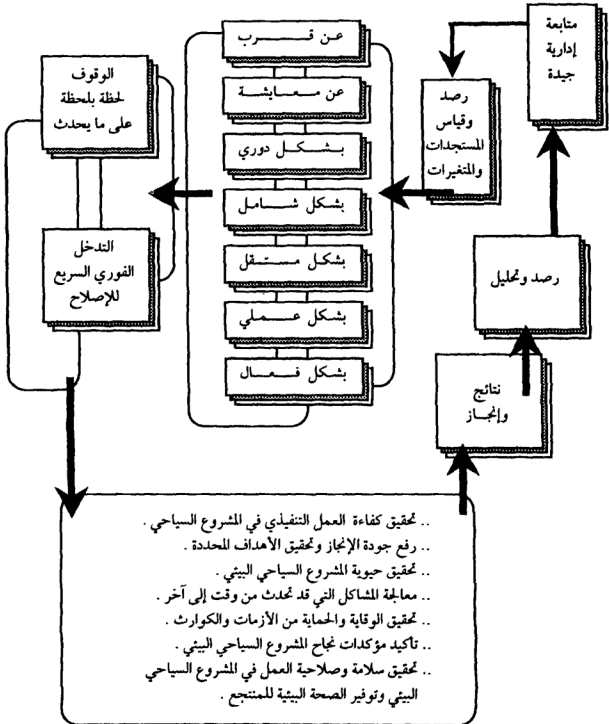 متابعة
إدارية
جيدة
رصد
وقياس
المستجدات
والمتغيرات
عن قرب
عن معايشة
بشكل دوري
بشكل شامل
بشكل مستقل
بشكل عملي
بشكل فعال
الوقوف
لحظة بلحظة
على ما يحدث
التدخل
الفوري السريع
للإصلاح
.. تحقيق كفاءة العمل التنفيذي في المشروع السياحي .
.. رفع جودة الإنجاز وتحقيق الأهداف المحددة .
.. تحقيق حيوية المشروع السياحي البيئي .
.. معالجة المشاكل التي قد تحدث من وقت إلى آخر .
.. تحقيق الوقاية والحماية من الأزمات والكوارث .
.. تأكيد مؤكدات نجاح المشروع السياحي البيئي .
.. تحقيق سلامة وصلاحية العمل في المشروع السياحي
البيئي وتوفير الصحة البيئية للمنتجع .
نتائج
وإنجاز
رصد وتحليل